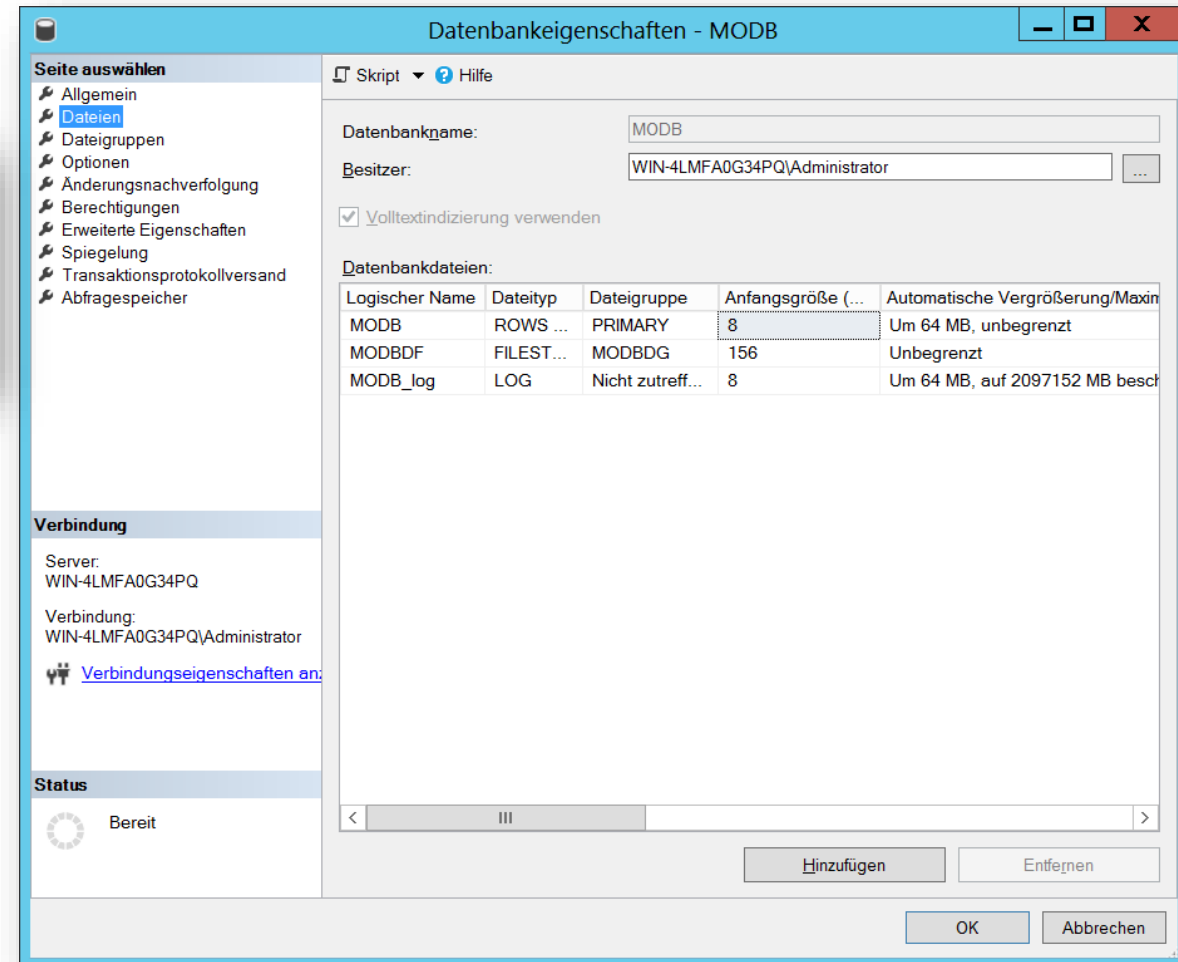 Datenbankeigenschaften - MODB
Seite auswählen
Allgemein
Dateien
Dateigruppen
Optionen
Änderungsnachverfolgung
Berechtigungen
Erweiterte Eigenschaften
Spiegelung
Transaktionsprotokollversand
Abfragespeicher
Verbindung
Server:
WIN-4LMFA0G34PQ
Verbindung:
WIN-4LMFA0G34PQ\Administrator
Verbindungseigenschaften anz
Status
Bereit
Skript Hilfe
Datenbankname: MODB
Besitzer: WIN-4LMFA0G34PQ\Administrator ...
Volltextindizierung verwenden
Datenbankdateien:
Logischer Name Dateityp Dateigruppe Anfangsgröße (... Automatische Vergrößerung/Maxim
MODB ROWS ... PRIMARY 8 Um 64 MB, unbegrenzt
MODBDF FILEST... MODBDG 156 Unbegrenzt
MODB_log LOG Nicht zutreff... 8 Um 64 MB, auf 2097152 MB besch
Hinzufügen Entfernen
OK Abbrechen